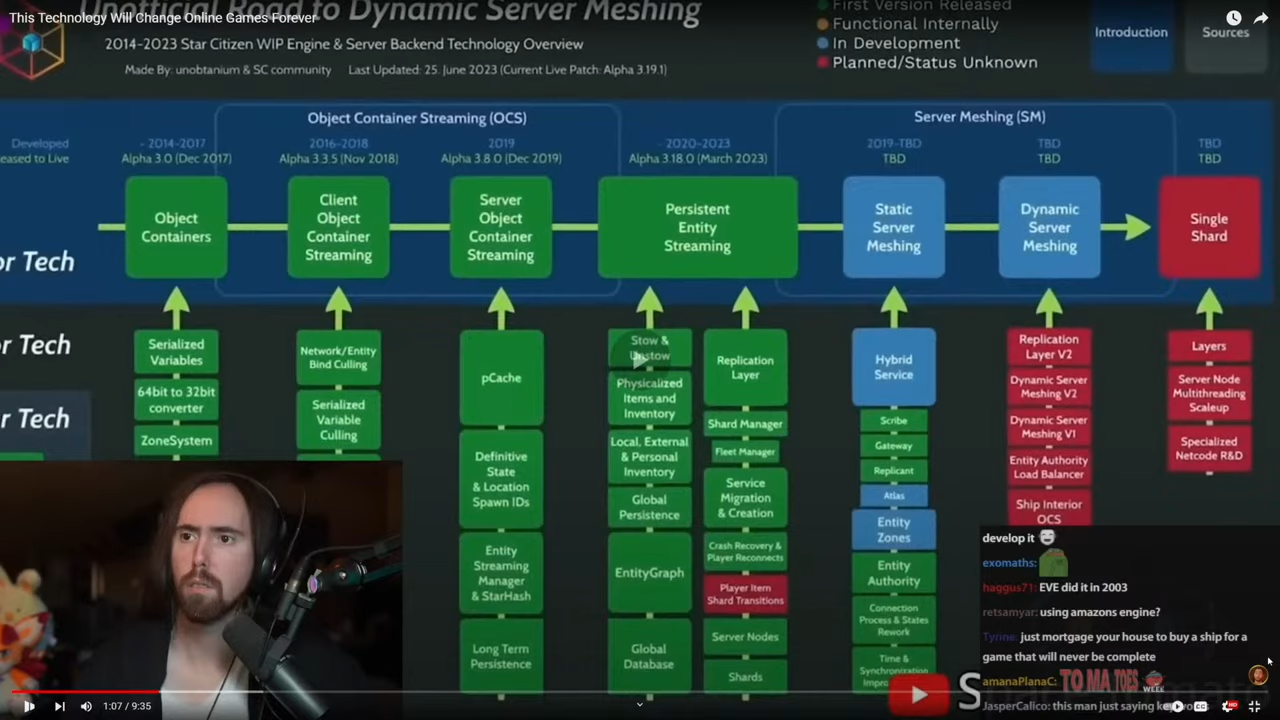 This Technology Will Change Online Games Forever
Unofficial Road to Dynamic Server Meshing
2014-2023 Star Citizen WIP Engine & Server Backend Technology Overview
Made By: unobtanium & SC community Last Updated: 25. June 2023 (Current Live Patch: Alpha 3.19.1)
First Version Released
Functional Internally
In Development
Planned/Status Unknown
Introduction
Sources
Object Container Streaming (OCS)
Server Meshing (SM)
Developed
eased to Live
- 2014-2017
Alpha 3.0 (Dec 2017)
2016-2018
Alpha 3.3.5 (Nov 2018)
2019
Alpha 3.8.0 (Dec 2019)
- 2020-2023
Alpha 3.18.0 (March 2023)
2019-TBD
TBD
TBD
TBD
TBD
TBD
or Tech
Object
Containers
Client
Object
Container
Streaming
Server
Object
Container
Streaming
Persistent
Entity
Streaming
Static
Server
Meshing
Dynamic
Server
Meshing
Single
Shard
or Tech
or Tech
Serialized
Variables
64bit to 32bit
converter
ZoneSystem
Network/Entity
Bind Culling
Serialized
Variable
Culling
pCache
Definitive
State
& Location
Spawn IDs
Entity
Streaming
Manager
& StarHash
Long Term
Persistence
Stow &
Unstow
Physicalized
Items and
Inventory
Local, External
& Personal
Inventory
Global
Persistence
EntityGraph
Global
Database
Replication
Layer
Shard Manager
Fleet Manager
Service
Migration
& Creation
Crash Recovery &
Player Reconnects
Player Item
Shard Transitions
Server Nodes
Shards
Hybrid
Service
Scribe
Gateway
Replicant
Atlas
Entity
Zones
Entity
Authority
Connection
Process & States
Rework
Time &
Synchronization
Replication
Layer V2
Dynamic Server
Meshing V2
Dynamic Server
Meshing V1
Entity Authority
Load Balancer
Ship Interior
OCS
Layers
Server Node
Multithreading
Scaleup
Specialized
Netcode R&D
develop it
exomaths:
haggus71: EVE did it in 2003
retsamyar: using amazons engine?
Tyrine: just mortgage your house to buy a ship for a
game that will never be complete
amanaPlanaC: TO MA TOES WEEK
JasperCalico: this man just saying
1:07 / 9:35
CC
HD